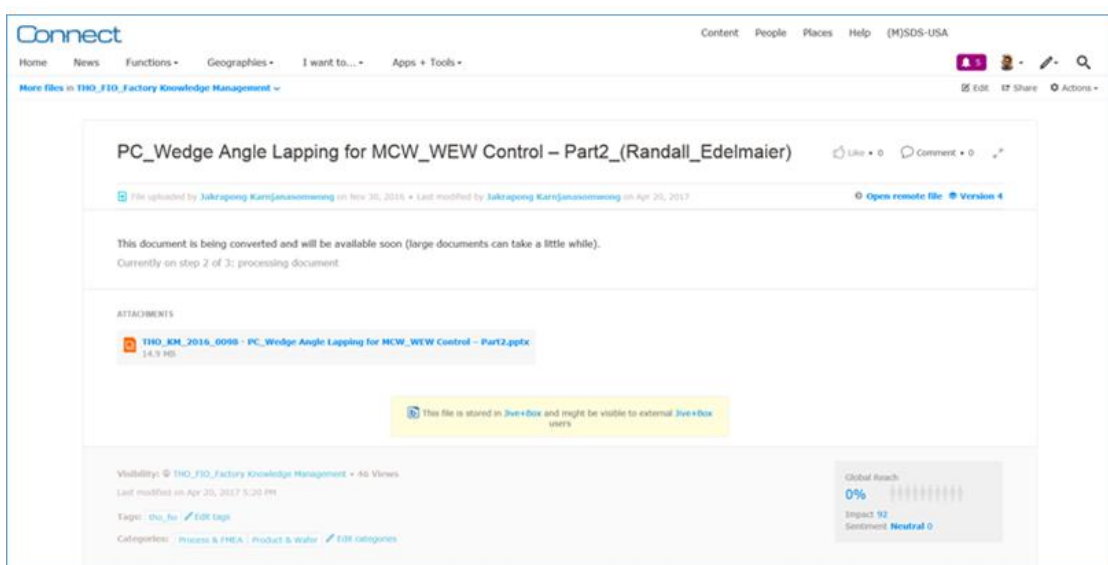 Connect
Content People Places Help (M)SDS-USA
Home News Functions Geographies I want to... Apps + Tools 5
More files in THO_FIO_Factory Knowledge Management Edit Share Actions
PC_Wedge Angle Lapping for MCW_WEW Control – Part2_(Randall_Edelmaier) Like • 0 Comment • 0
File uploaded by Jakrapong Karnjanasomwong on Nov 30, 2016 • Last modified by Jakrapong Karnjanasomwong on Apr 20, 2017 Open remote file Version 4
This document is being converted and will be available soon (large documents can take a little while).
Currently on step 2 of 3: processing document
ATTACHMENTS
THO_KM_2016_0098 - PC_Wedge Angle Lapping for MCW_WEW Control – Part2.pptx
14.9 MB
This file is stored in Jive+Box and might be visible to external Jive+Box
users
Visibility: THO_FIO_Factory Knowledge Management • 46 Views
Last modified on Apr 20, 2017 5:20 PM
Tags: tho_fio Edit tags
Categories: Process & FMEA Product & Wafer Edit categories
Global Reach
0%
Impact 92
Sentiment Neutral 0